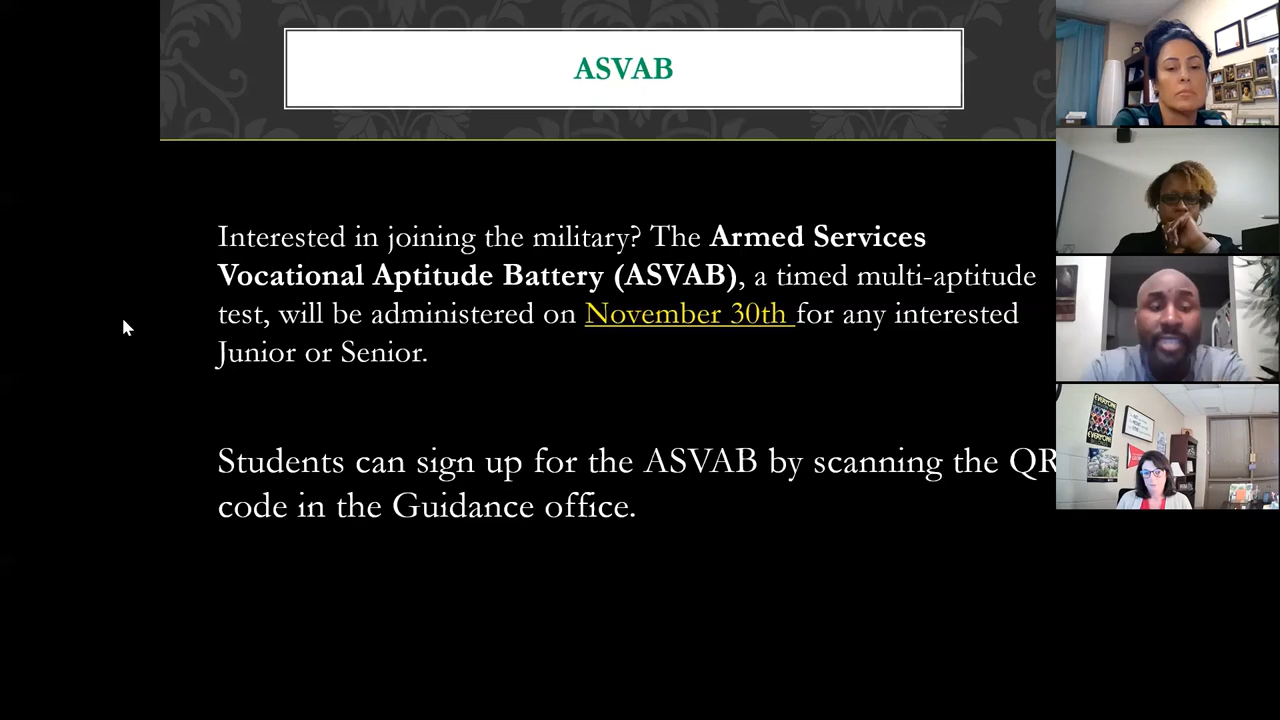 ASVAB
Interested in joining the military? The Armed Services
Vocational Aptitude Battery (ASVAB), a timed multi-aptitude
test, will be administered on November 30th for any interested
Junior or Senior.
Students can sign up for the ASVAB by scanning the QR
code in the Guidance office.
EVERYONE
EVERYONE